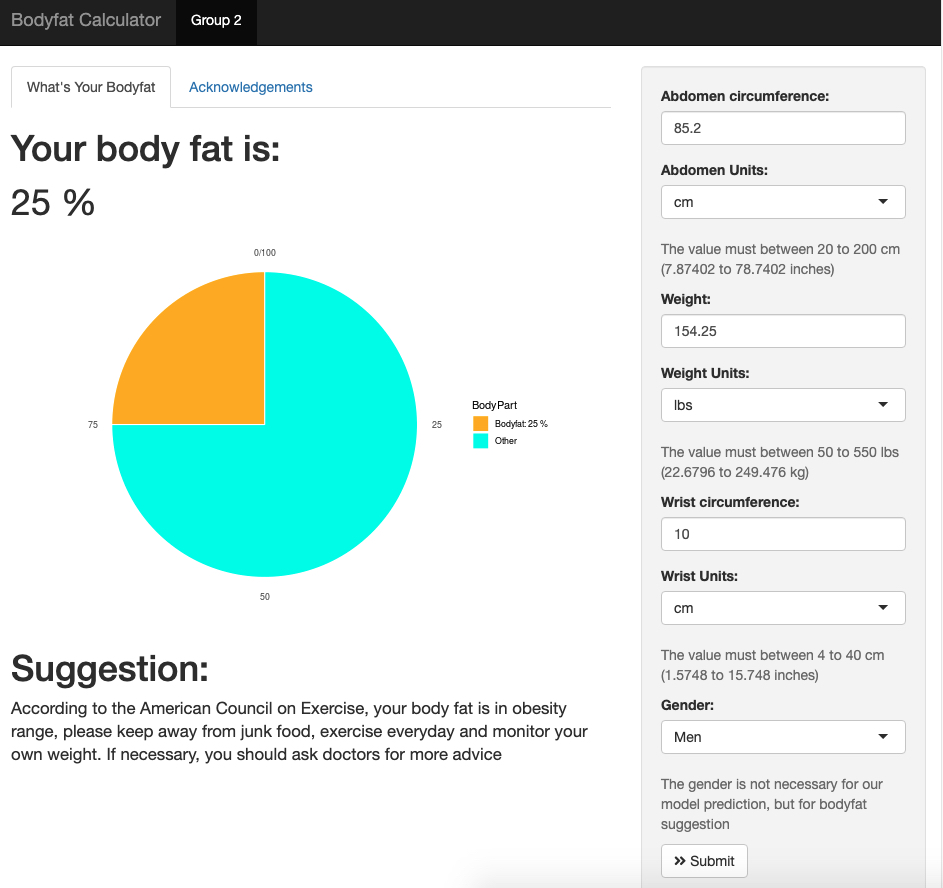 Bodyfat Calculator
Group 2
What's Your Bodyfat
Acknowledgements
Your body fat is:
25 %
0/100
75
25
50
BodyPart
Bodyfat: 25 %
Other
Suggestion:
According to the American Council on Exercise, your body fat is in obesity
range, please keep away from junk food, exercise everyday and monitor your
own weight. If necessary, you should ask doctors for more advice
Abdomen circumference:
85.2
Abdomen Units:
cm
The value must between 20 to 200 cm
(7.87402 to 78.7402 inches)
Weight:
154.25
Weight Units:
lbs
The value must between 50 to 550 lbs
(22.6796 to 249.476 kg)
Wrist circumference:
10
Wrist Units:
cm
The value must between 4 to 40 cm
(1.5748 to 15.748 inches)
Gender:
Men
The gender is not necessary for our
model prediction, but for bodyfat
suggestion
Submit